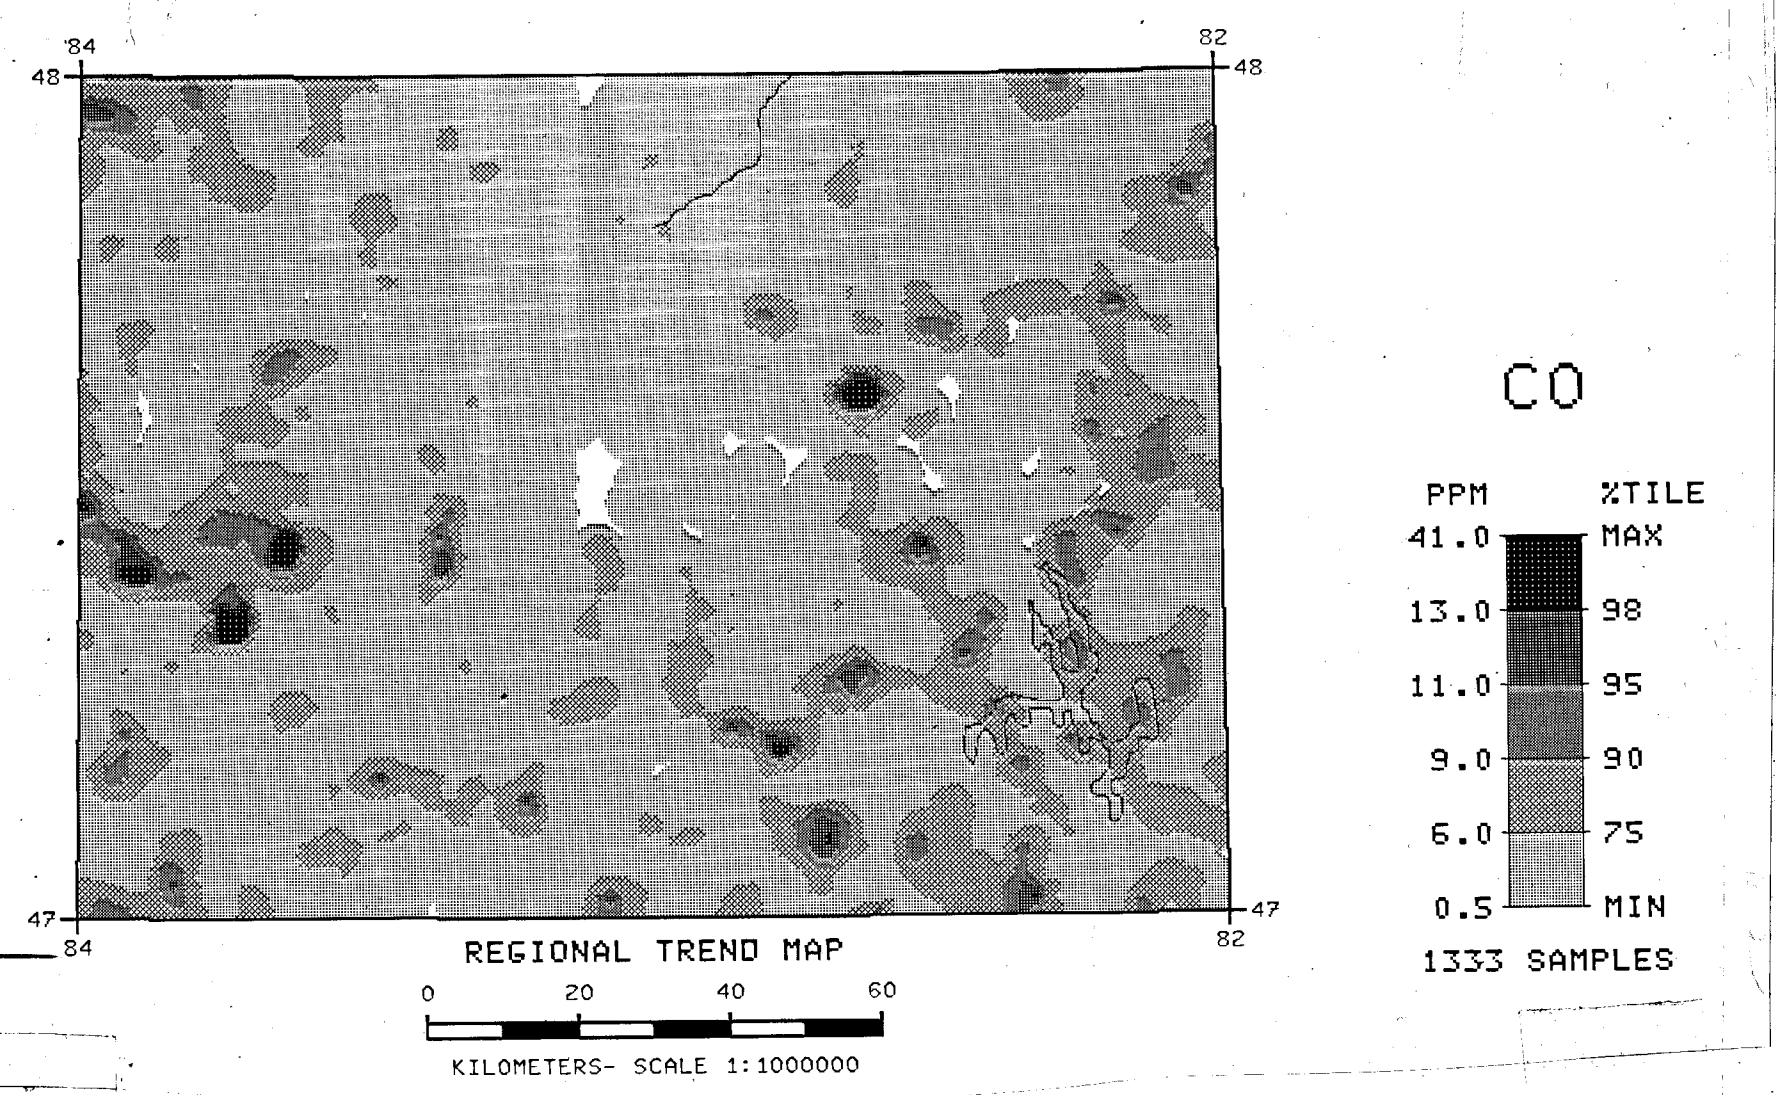 84
82
48
48
CO
PPM %TILE
41.0 MAX
13.0 98
11.0 95
9.0 90
6.0 75
0.5 MIN
1333 SAMPLES
47
47
84
82
REGIONAL TREND MAP
0 20 40 60
KILOMETERS- SCALE 1:1000000